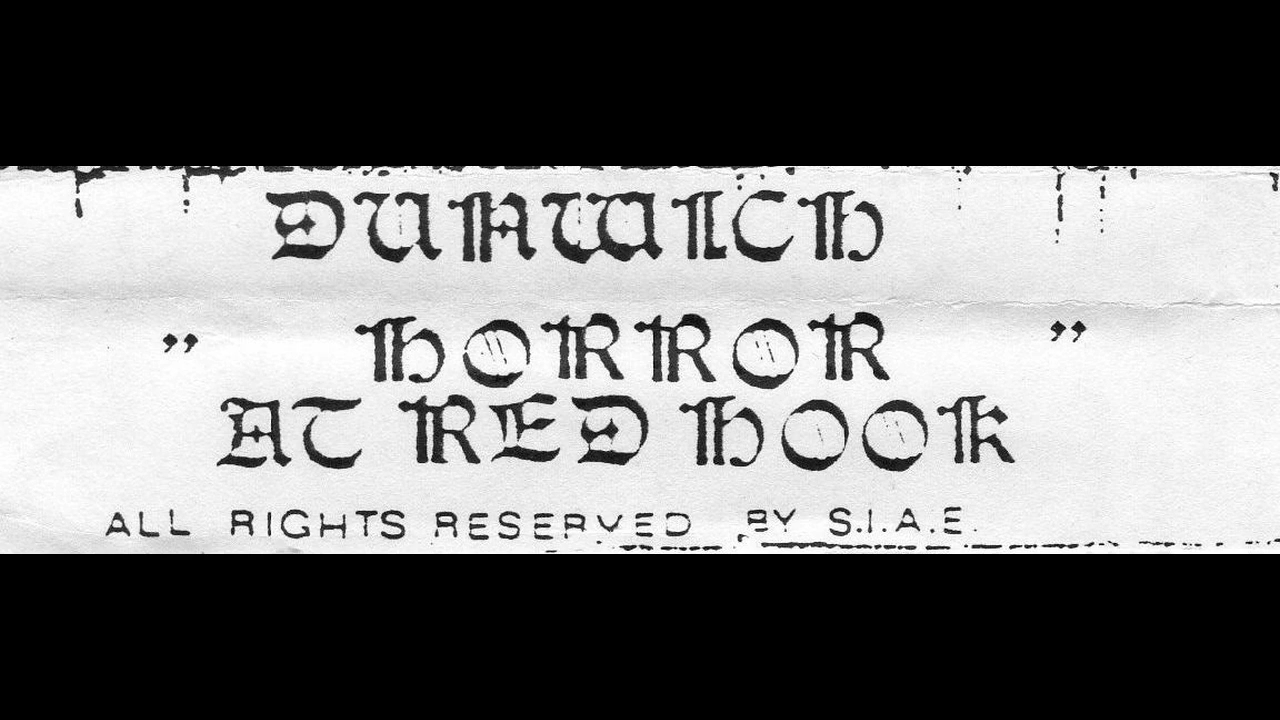 DUNWICH
" HORROR "
AT RED HOOK
ALL RIGHTS RESERVED BY S.I.A.E.